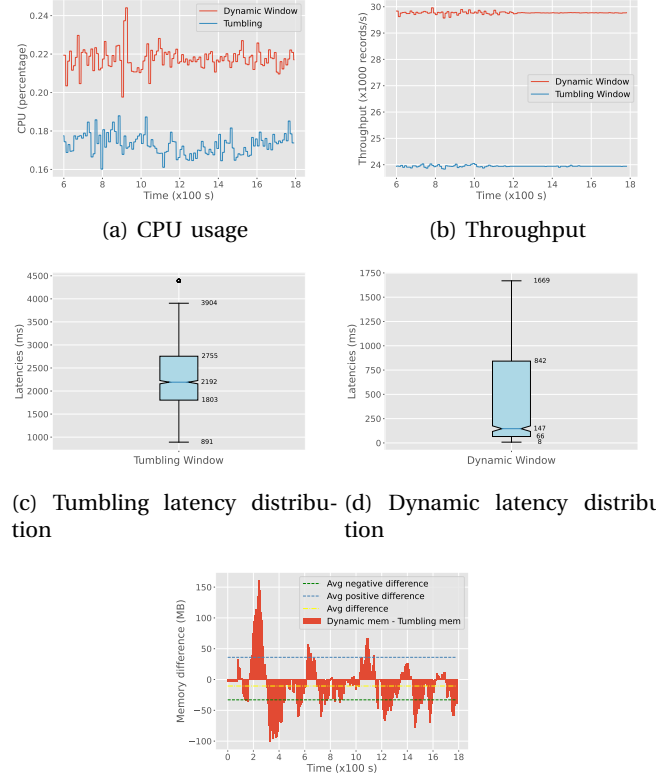 Dynamic Window
Tumbling
0.24
0.22
0.20
0.18
0.16
CPU (percentage)
6 8 10 12 14 16 18
Time (x100 s)
(a) CPU usage
30
29
28
27
26
25
24
Throughput (x1000 records/s)
Dynamic Window
Tumbling Window
6 8 10 12 14 16 18
Time (x100 s)
(b) Throughput
4500
4000
3500
3000
2500
2000
1500
1000
Latencies (ms)
3904
2755
2192
1803
891
Tumbling Window
(c) Tumbling latency distribu-
tion
1750
1500
1250
1000
750
500
250
0
Latencies (ms)
1669
842
147
66
8
Dynamic Window
(d) Dynamic latency distribu
tion
150
100
50
0
−50
−100
Memory difference (MB)
Avg negative difference
Avg positive difference
Avg difference
Dynamic mem - Tumbling mem
0 2 4 6 8 10 12 14 16 18
Time (x100 s)